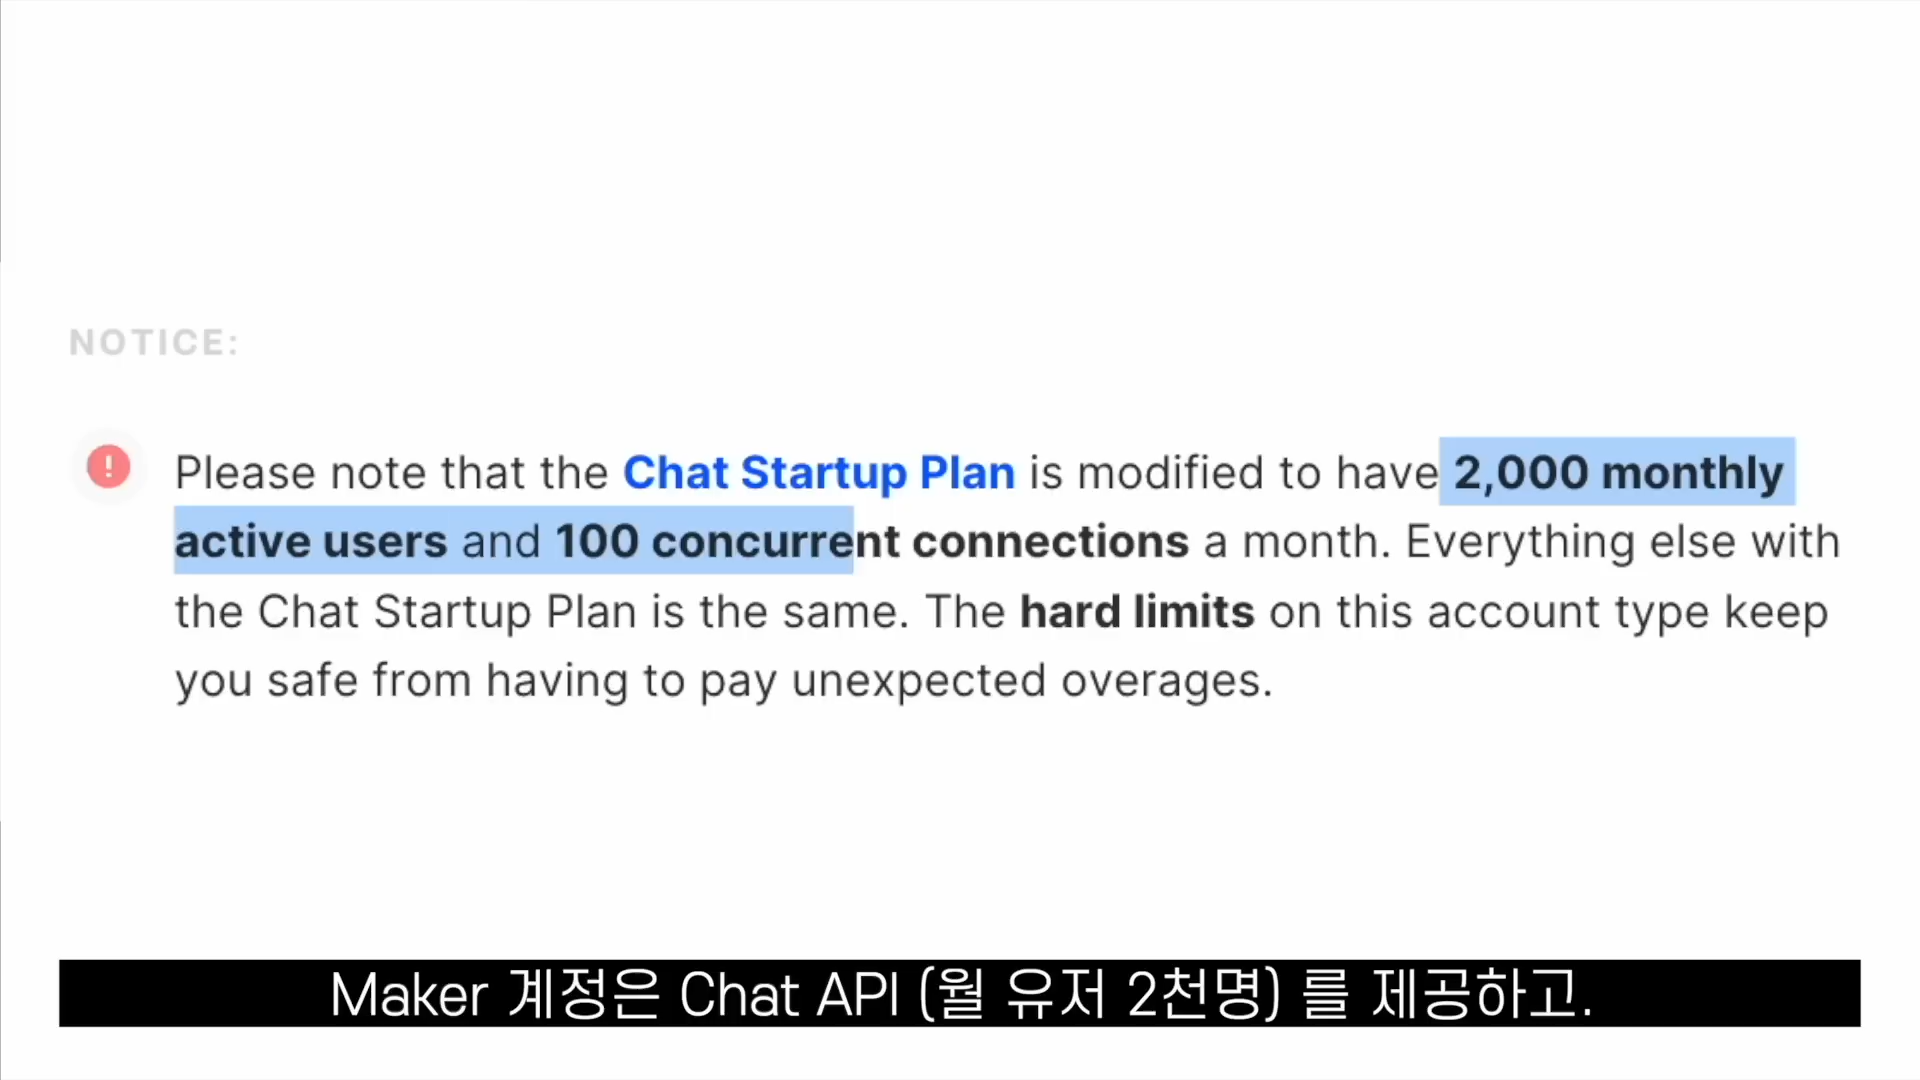 NOTICE:
Please note that the Chat Startup Plan is modified to have 2,000 monthly
active users and 100 concurrent connections a month. Everything else with
the Chat Startup Plan is the same. The hard limits on this account type keep
you safe from having to pay unexpected overages.
Maker 계정은 Chat API (월 유저 2천명) 를 제공하고.